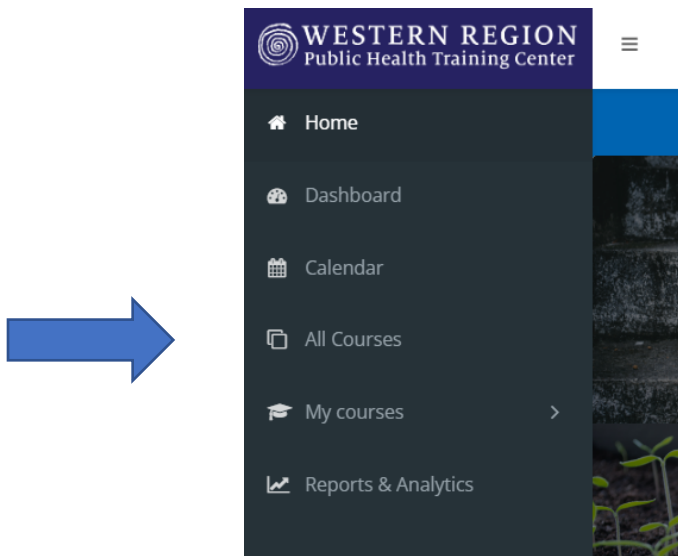 WESTERN REGION
Public Health Training Center
Home
Dashboard
Calendar
All Courses
My courses
Reports & Analytics